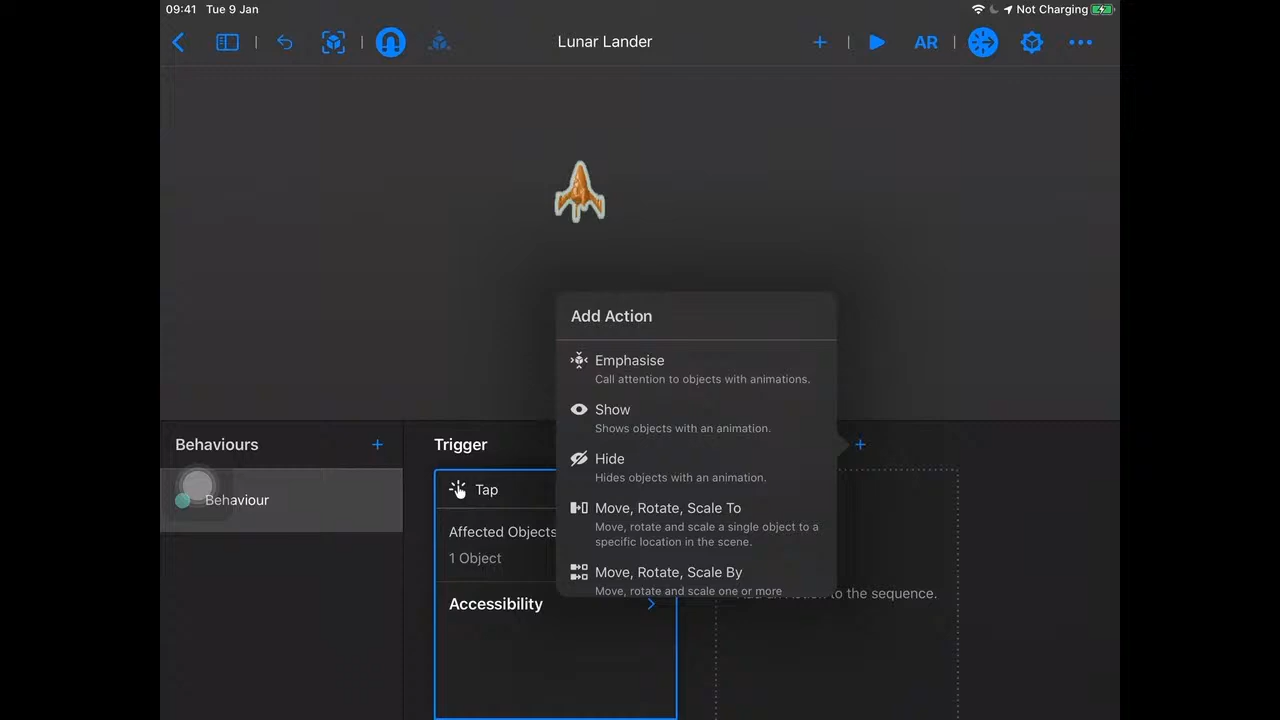 09:41 Tue 9 Jan
Not Charging
Lunar Lander
AR
Add Action
Emphasise
Call attention to objects with animations.
Show
Shows objects with an animation.
Hide
Hides objects with an animation.
Move, Rotate, Scale To
Move, rotate and scale a single object to a
specific location in the scene.
Move, Rotate, Scale By
Move, rotate and scale one or more
Behaviours
Behaviour
Trigger
Tap
Affected Objects
1 Object
Accessibility
Add an Action to the sequence.